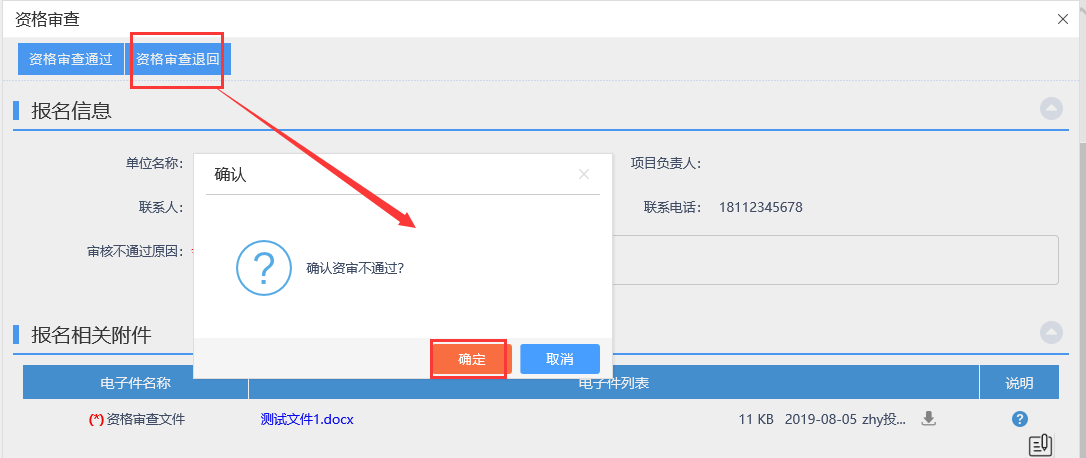 资格审查
资格审查通过 资格审查退回
报名信息
单位名称： 项目负责人：
确认
联系人： 联系电话： 18112345678
审核不通过原因：
确认资审不通过？
报名相关附件
确定 取消
电子件名称 电子件列表 说明
(*)资格审查文件 测试文件1.docx 11 KB 2019-08-05 zhy投...